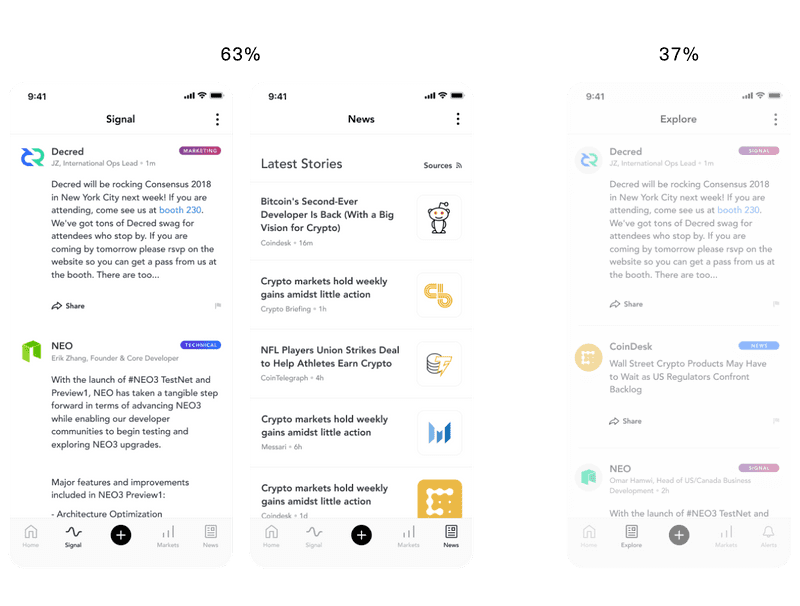 63%
37%
9:41
Signal
Decred
MARKETING
JZ, International Ops Lead • 1m
Decred will be rocking Consensus 2018
in New York City next week! If you are
attending, come see us at booth 230.
We've got tons of Decred swag for
attendees who stop by. If you are
coming by tomorrow please rsvp on the
website so you can get a pass from us at
the booth. There are too...
Share
NEO
TECHNICAL
Erik Zhang, Founder & Core Developer
With the launch of #NEO3 TestNet and
Preview1, NEO has taken a tangible step
forward in terms of advancing NEO3
while enabling our developer
communities to begin testing and
exploring NEO3 upgrades.
Major features and improvements
included in NEO3 Preview1:
- Architecture Optimization
Home
Signal
Markets
News
9:41
News
Latest Stories
Sources
Bitcoin's Second-Ever
Developer Is Back (With a Big
Vision for Crypto)
Coindesk • 16m
Crypto markets hold weekly
gains amidst little action
Crypto Briefing • 1h
NFL Players Union Strikes Deal
to Help Athletes Earn Crypto
CoinTelegraph • 4h
Crypto markets hold weekly
gains amidst little action
Messari • 6h
Crypto markets hold weekly
gains amidst little action
Coindesk • 1d
Home
Signal
Markets
News
9:41
Explore
Decred
SIGNAL
JZ, International Ops Lead • 1m
Decred will be rocking Consensus 2018
in New York City next week! If you are
attending, come see us at booth 230.
We've got tons of Decred swag for
attendees who stop by. If you are
coming by tomorrow please rsvp on the
website so you can get a pass from us at
the booth. There are too...
Share
CoinDesk
NEWS
Wall Street Crypto Products May Have
to Wait as US Regulators Confront
Backlog
Share
NEO
SIGNAL
Omar Hamwi, Head of US/Canada Business
Development • 2h
With the launch of #NEO3 TestNet and
Home
Explore
Markets
Alerts